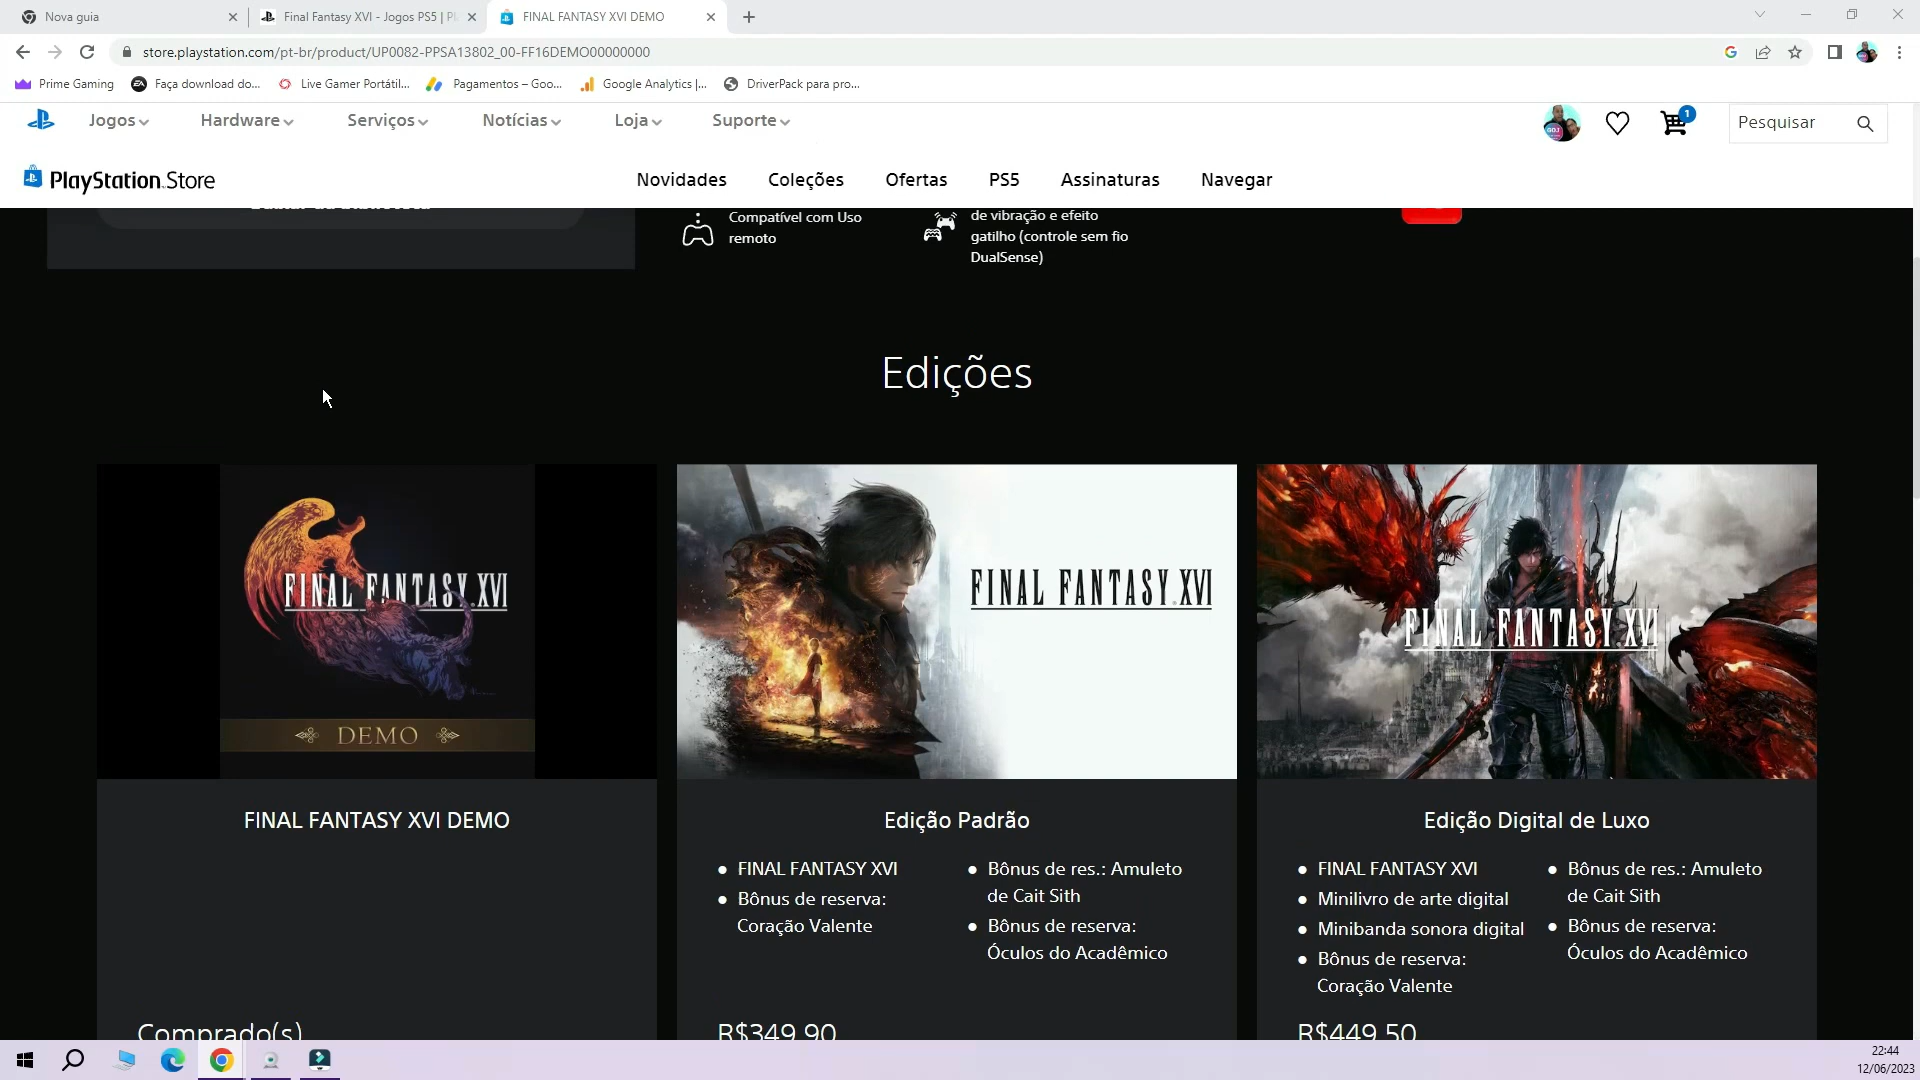 Nova guia
Final Fantasy XVI - Jogos PS5 | Pl
FINAL FANTASY XVI DEMO
store.playstation.com/pt-br/product/UP0082-PPSA13802_00-FF16DEMO00000000
Prime Gaming
Faça download do...
Live Gamer Portátil...
Pagamentos – Goo...
Google Analytics |...
DriverPack para pro...
Jogos
Hardware
Serviços
Notícias
Loja
Suporte
1
Pesquisar
PlayStation Store
Novidades
Coleções
Ofertas
PS5
Assinaturas
Navegar
Compatível com Uso
remoto
de vibração e efeito
gatilho (controle sem fio
DualSense)
Edições
FINAL FANTASY XVI
DEMO
FINAL FANTASY XVI
FINAL FANTASY XVI
FINAL FANTASY XVI DEMO
Comprado(s)
Edição Padrão
FINAL FANTASY XVI
Bônus de reserva:
Coração Valente
Bônus de res.: Amuleto
de Cait Sith
Bônus de reserva:
Óculos do Acadêmico
R$349,90
Edição Digital de Luxo
FINAL FANTASY XVI
Minilivro de arte digital
Minibanda sonora digital
Bônus de reserva:
Coração Valente
Bônus de res.: Amuleto
de Cait Sith
Bônus de reserva:
Óculos do Acadêmico
R$449,50
22:44
12/06/2023